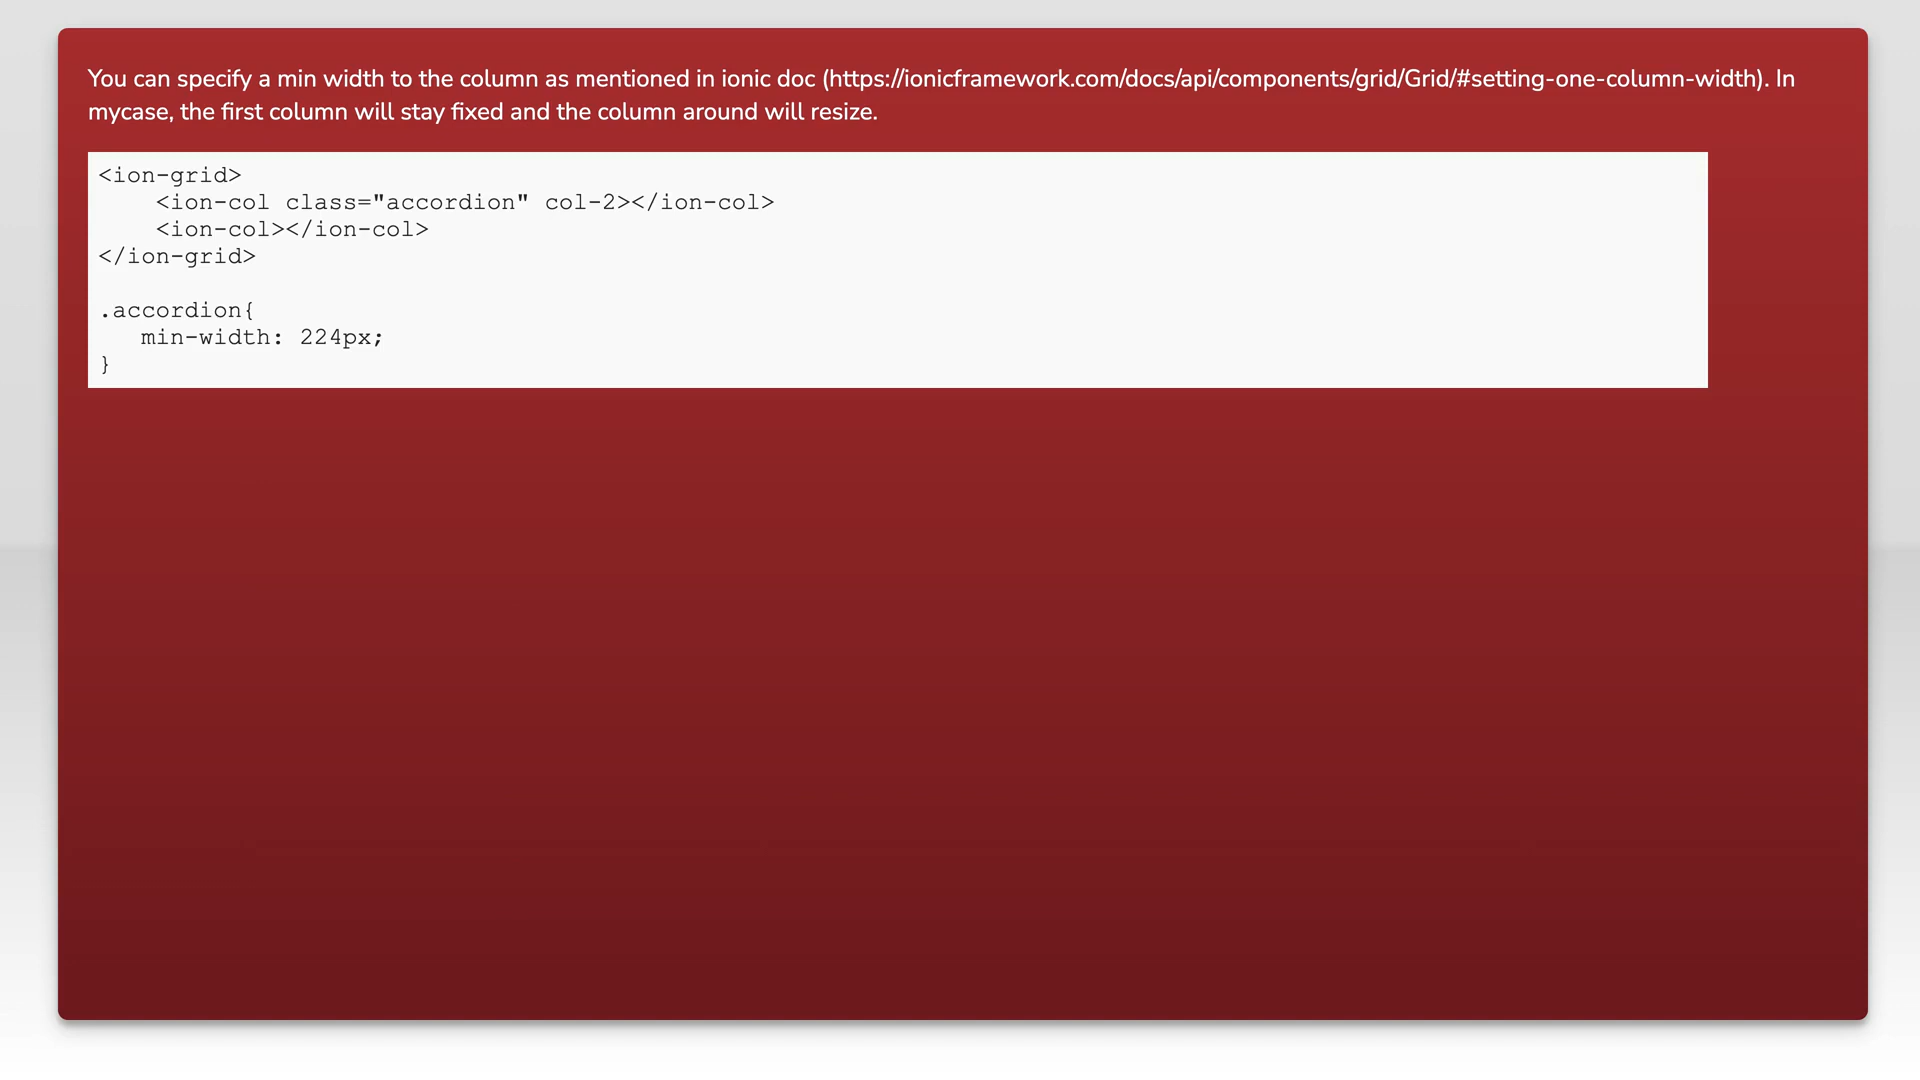 You can specify a min width to the column as mentioned in ionic doc (https://ionicframework.com/docs/api/components/grid/Grid/#setting-one-column-width). In
mycase, the first column will stay fixed and the column around will resize.
<ion-grid>
    <ion-col class="accordion" col-2></ion-col>
    <ion-col></ion-col>
</ion-grid>

.accordion{
   min-width: 224px;
}